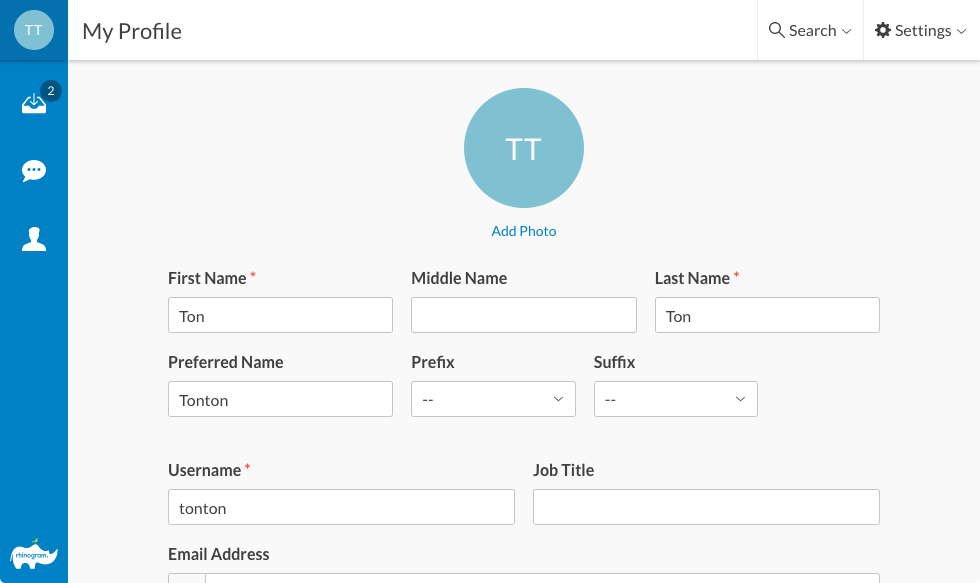 TT
My Profile
Search
Settings
2
TT
Add Photo
First Name *
Middle Name
Last Name *
Ton
Ton
Preferred Name
Prefix
Suffix
Tonton
--
--
Username *
Job Title
tonton
Email Address
rhinogram